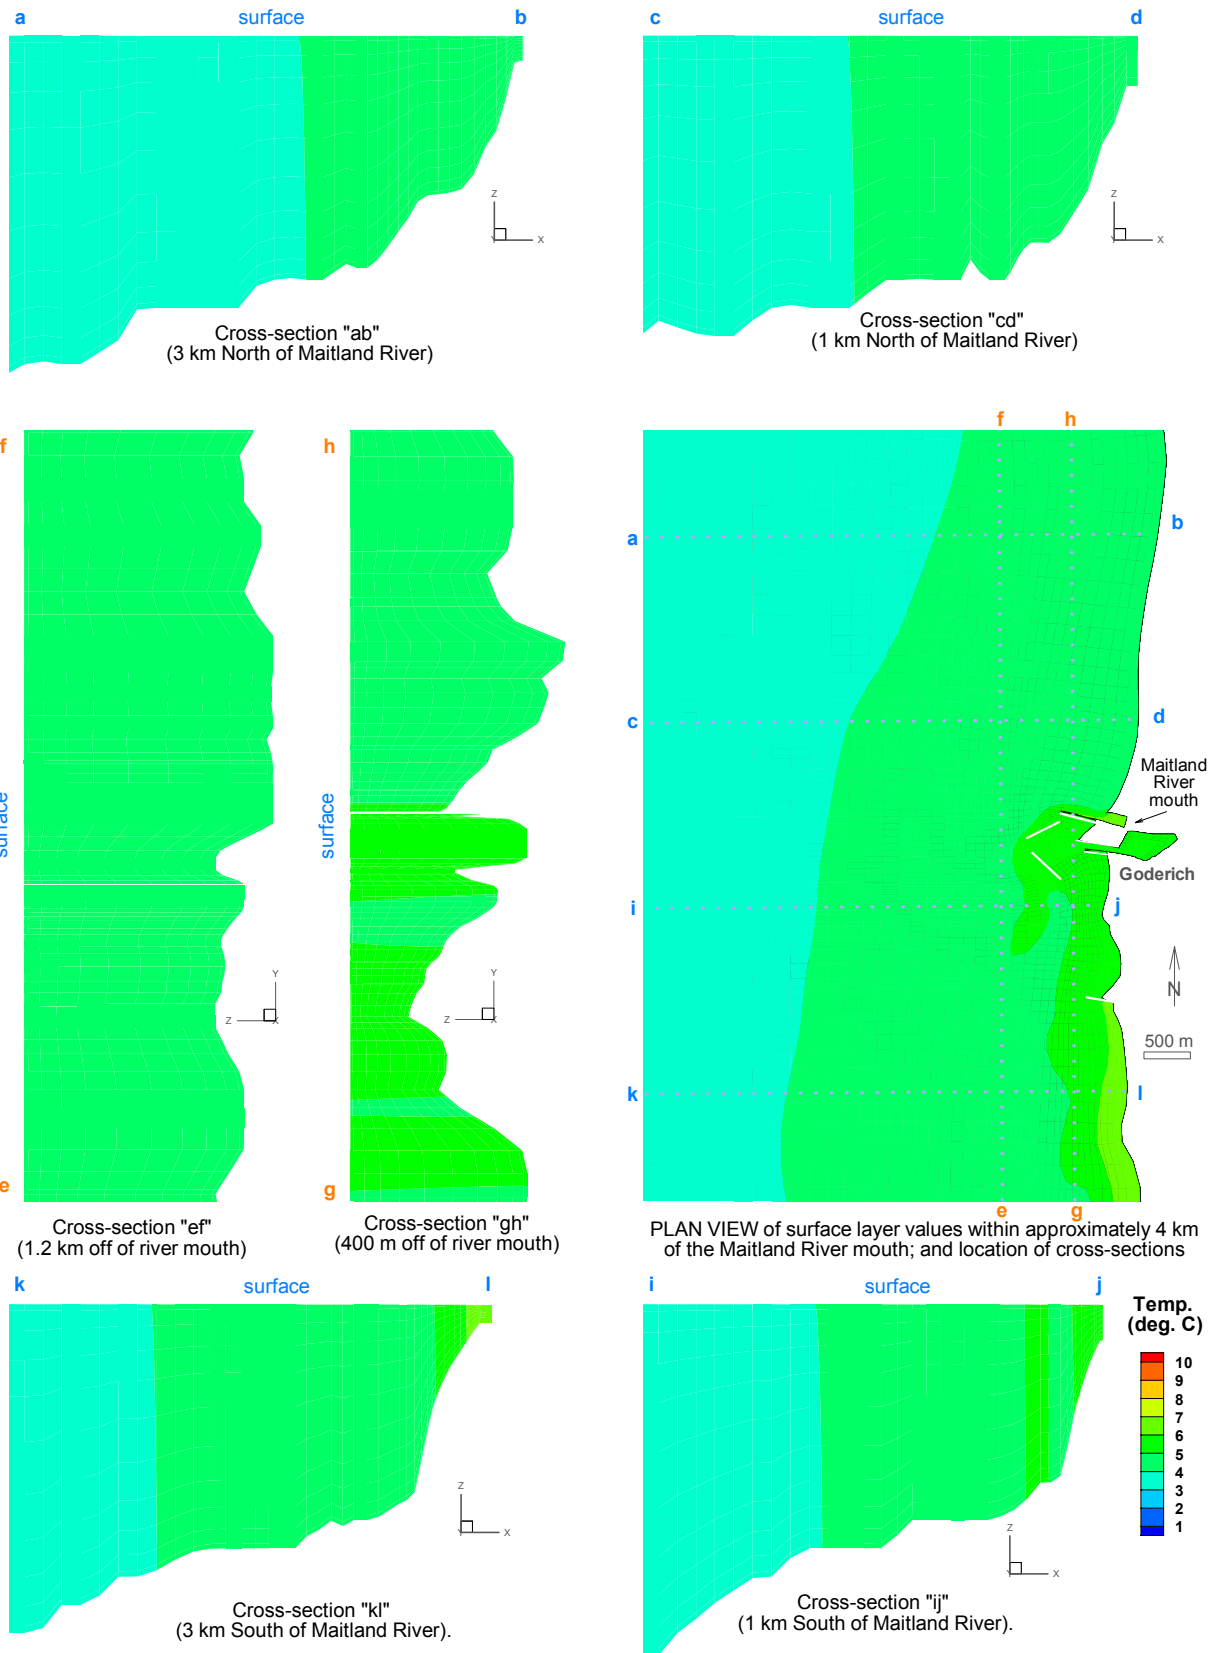 a surface b
Z
Y X
Cross-section "ab"
(3 km North of Maitland River)
c surface d
Z
Y X
Cross-section "cd"
(1 km North of Maitland River)
f
surface
e
Y
Z X
Cross-section "ef"
(1.2 km off of river mouth)
h
surface
g
Y
Z X
Cross-section "gh"
(400 m off of river mouth)
f h
a b
c d
Maitland
River
mouth
Goderich
i j
N
500 m
k l
e g
PLAN VIEW of surface layer values within approximately 4 km
of the Maitland River mouth; and location of cross-sections
k surface l
Z
Y X
Cross-section "kl"
(3 km South of Maitland River).
i surface j
Z
Y X
Cross-section "ij"
(1 km South of Maitland River).
Temp.
(deg. C)
10
9
8
7
6
5
4
3
2
1